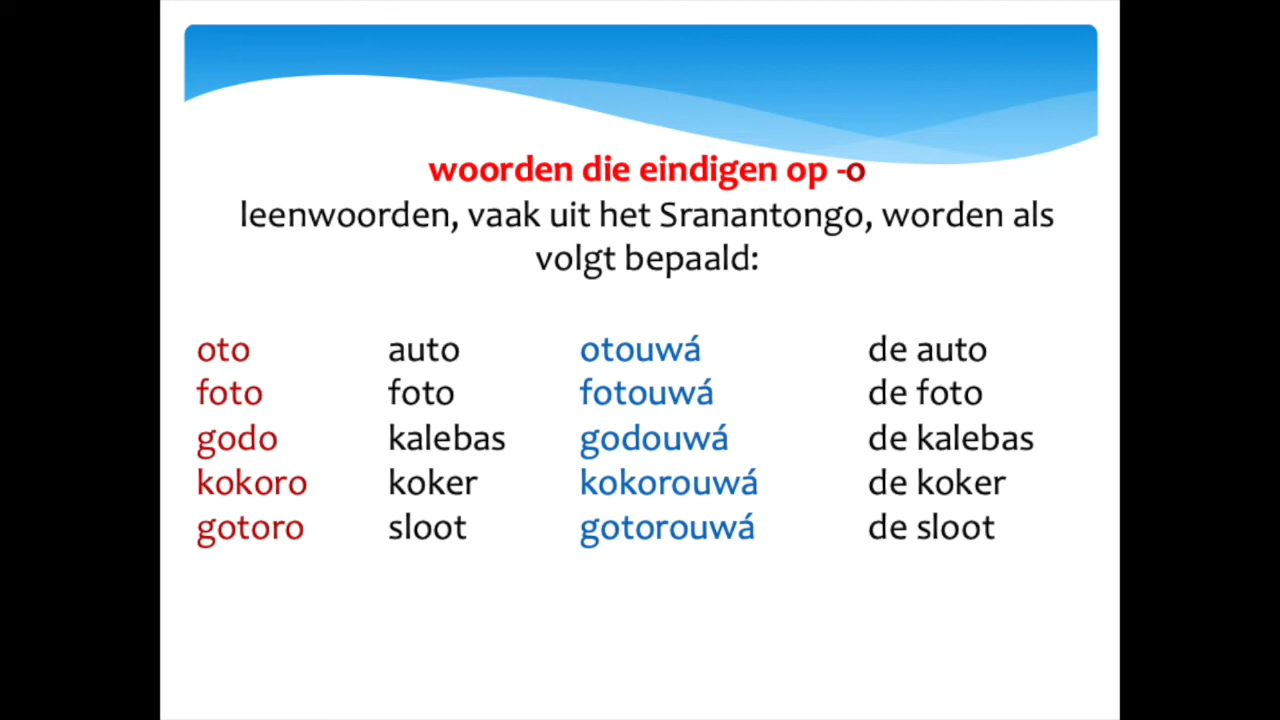 woorden die eindigen op -o
leenwoorden, vaak uit het Sranantongo, worden als
volgt bepaald:
oto auto otouwá de auto
foto foto fotouwá de foto
godo kalebas godouwá de kalebas
kokoro koker kokorouwá de koker
gotoro sloot gotorouwá de sloot